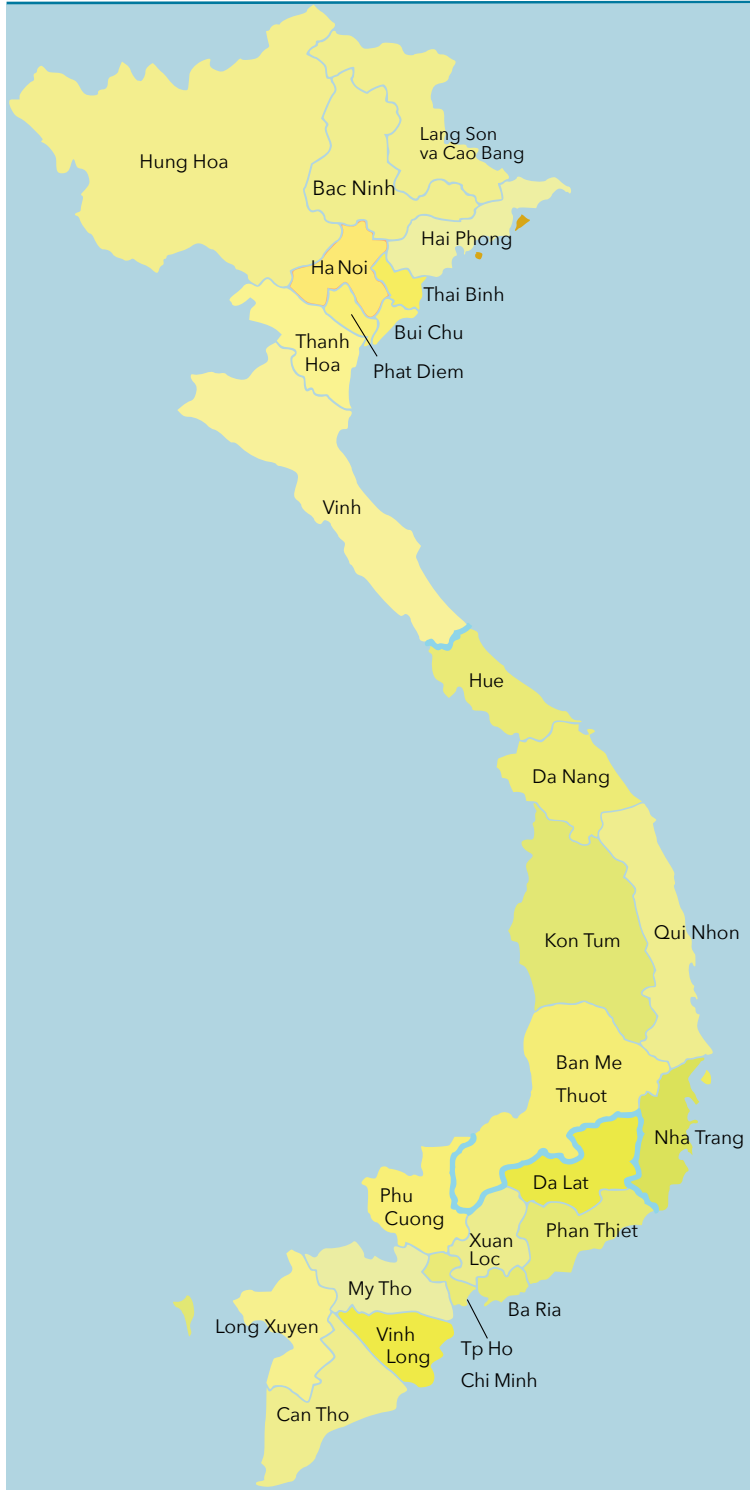 Lang Son
va Cao Bang
Hung Hoa
Bac Ninh
Hai Phong
Ha Noi
Thai Binh
Bui Chu
Thanh
Hoa
Phat Diem
Vinh
Hue
Da Nang
Qui Nhon
Kon Tum
Ban Me
Thuot
Nha Trang
Da Lat
Phu
Cuong
Phan Thiet
Xuan
Loc
My Tho
Ba Ria
Long Xuyen
Vinh
Long
Tp Ho
Chi Minh
Can Tho